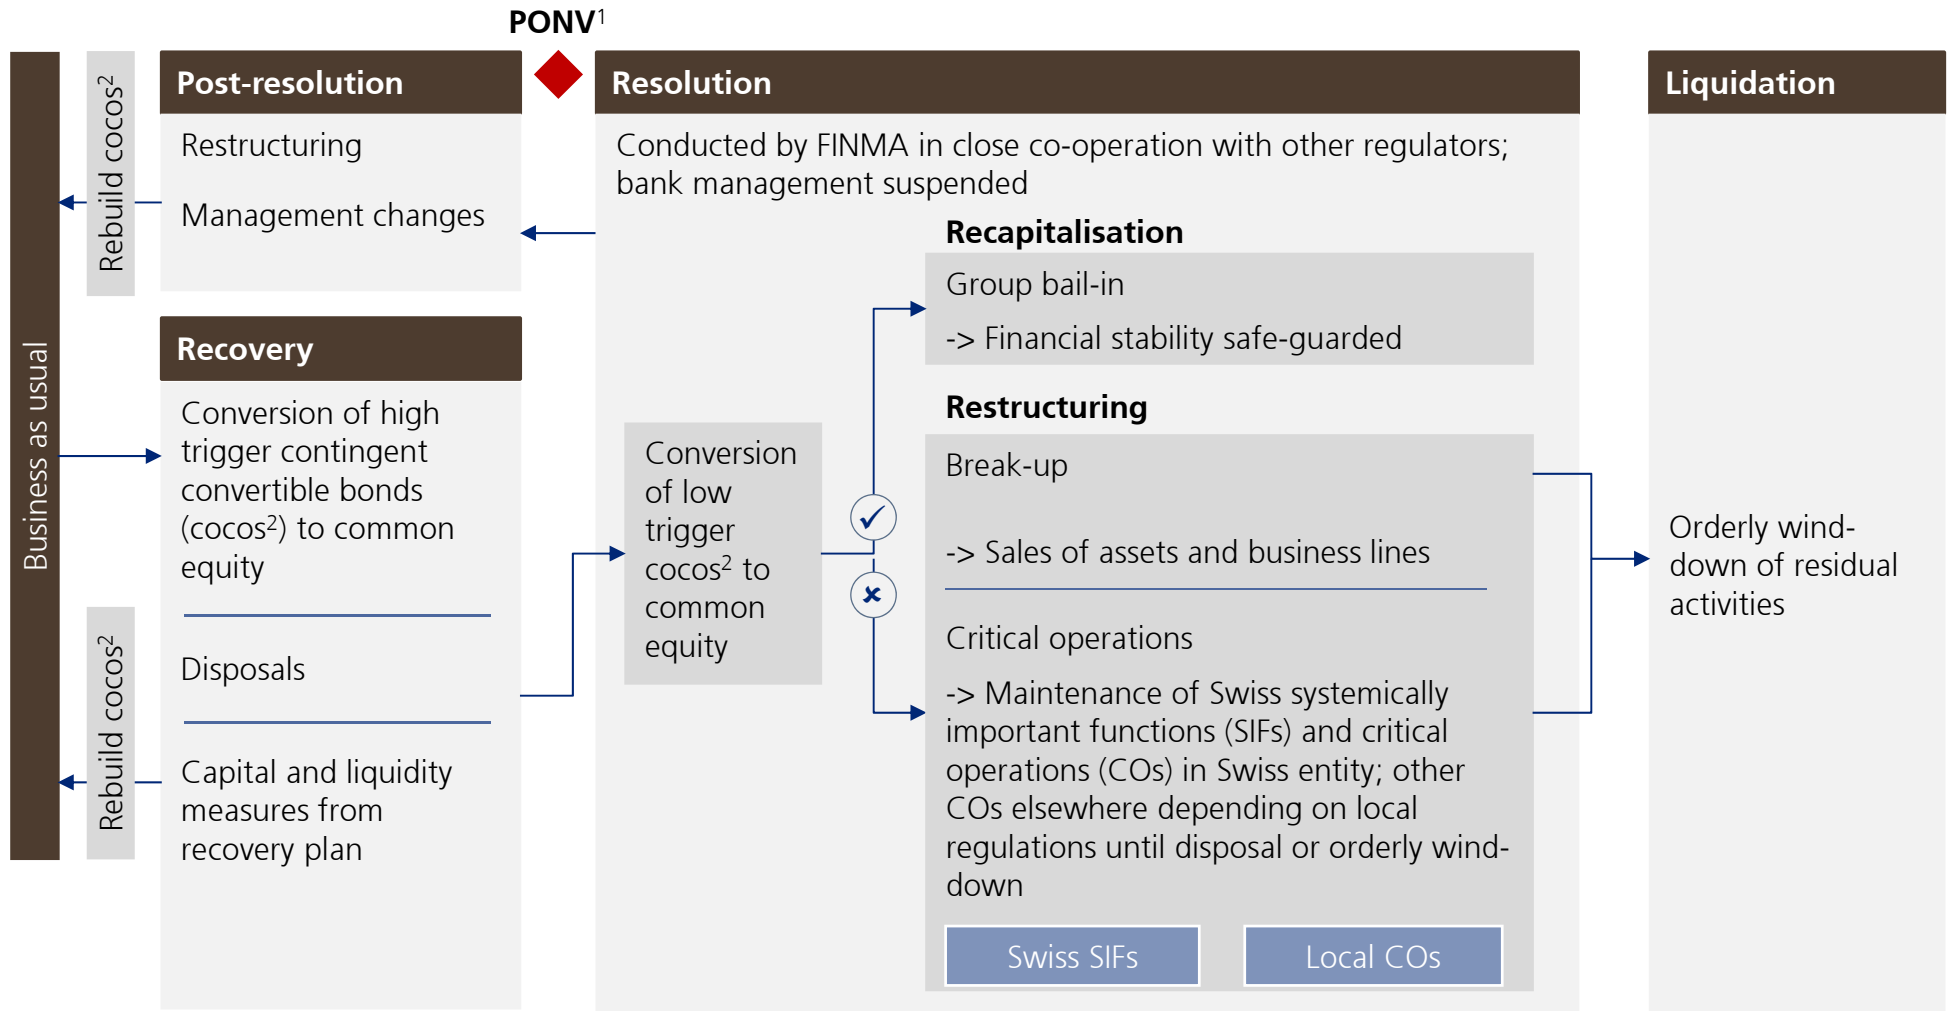 PONV¹
Business as usual
Rebuild cocos²
Post-resolution
Restructuring
Management changes
Rebuild cocos²
Recovery
Conversion of high
trigger contingent
convertible bonds
(cocos²) to common
equity
Disposals
Capital and liquidity
measures from
recovery plan
Resolution
Conducted by FINMA in close co-operation with other regulators;
bank management suspended
Conversion
of low
trigger
cocos² to
common
equity
Recapitalisation
Group bail-in
-> Financial stability safe-guarded
Restructuring
Break-up
-> Sales of assets and business lines
Critical operations
-> Maintenance of Swiss systemically
important functions (SIFs) and critical
operations (COs) in Swiss entity; other
COs elsewhere depending on local
regulations until disposal or orderly wind-
down
Swiss SIFs
Local COs
Liquidation
Orderly wind-
down of residual
activities